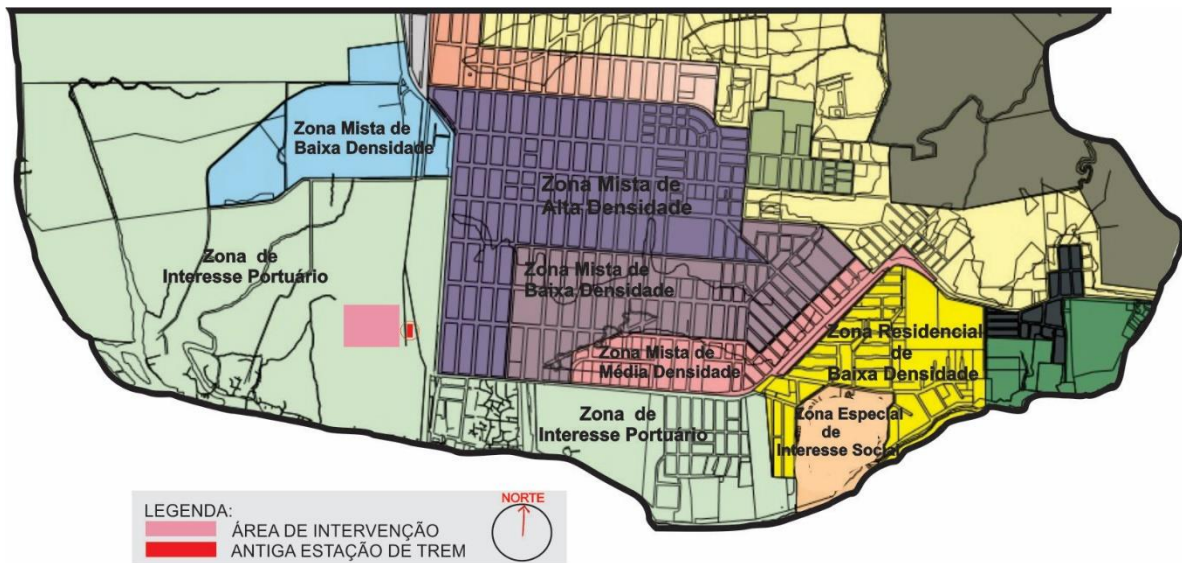 Zona Mista de
Baixa Densidade
Zona Mista de
Alta Densidade
Zona de
Interesse Portuário
Zona Mista de
Baixa Densidade
Zona Mista de
Média Densidade
Zona Residencial
de
Baixa Densidade
Zona de
Interesse Portuário
Zona Especial
de
Interesse Social
LEGENDA:
ÁREA DE INTERVENÇÃO
ANTIGA ESTAÇÃO DE TREM
NORTE